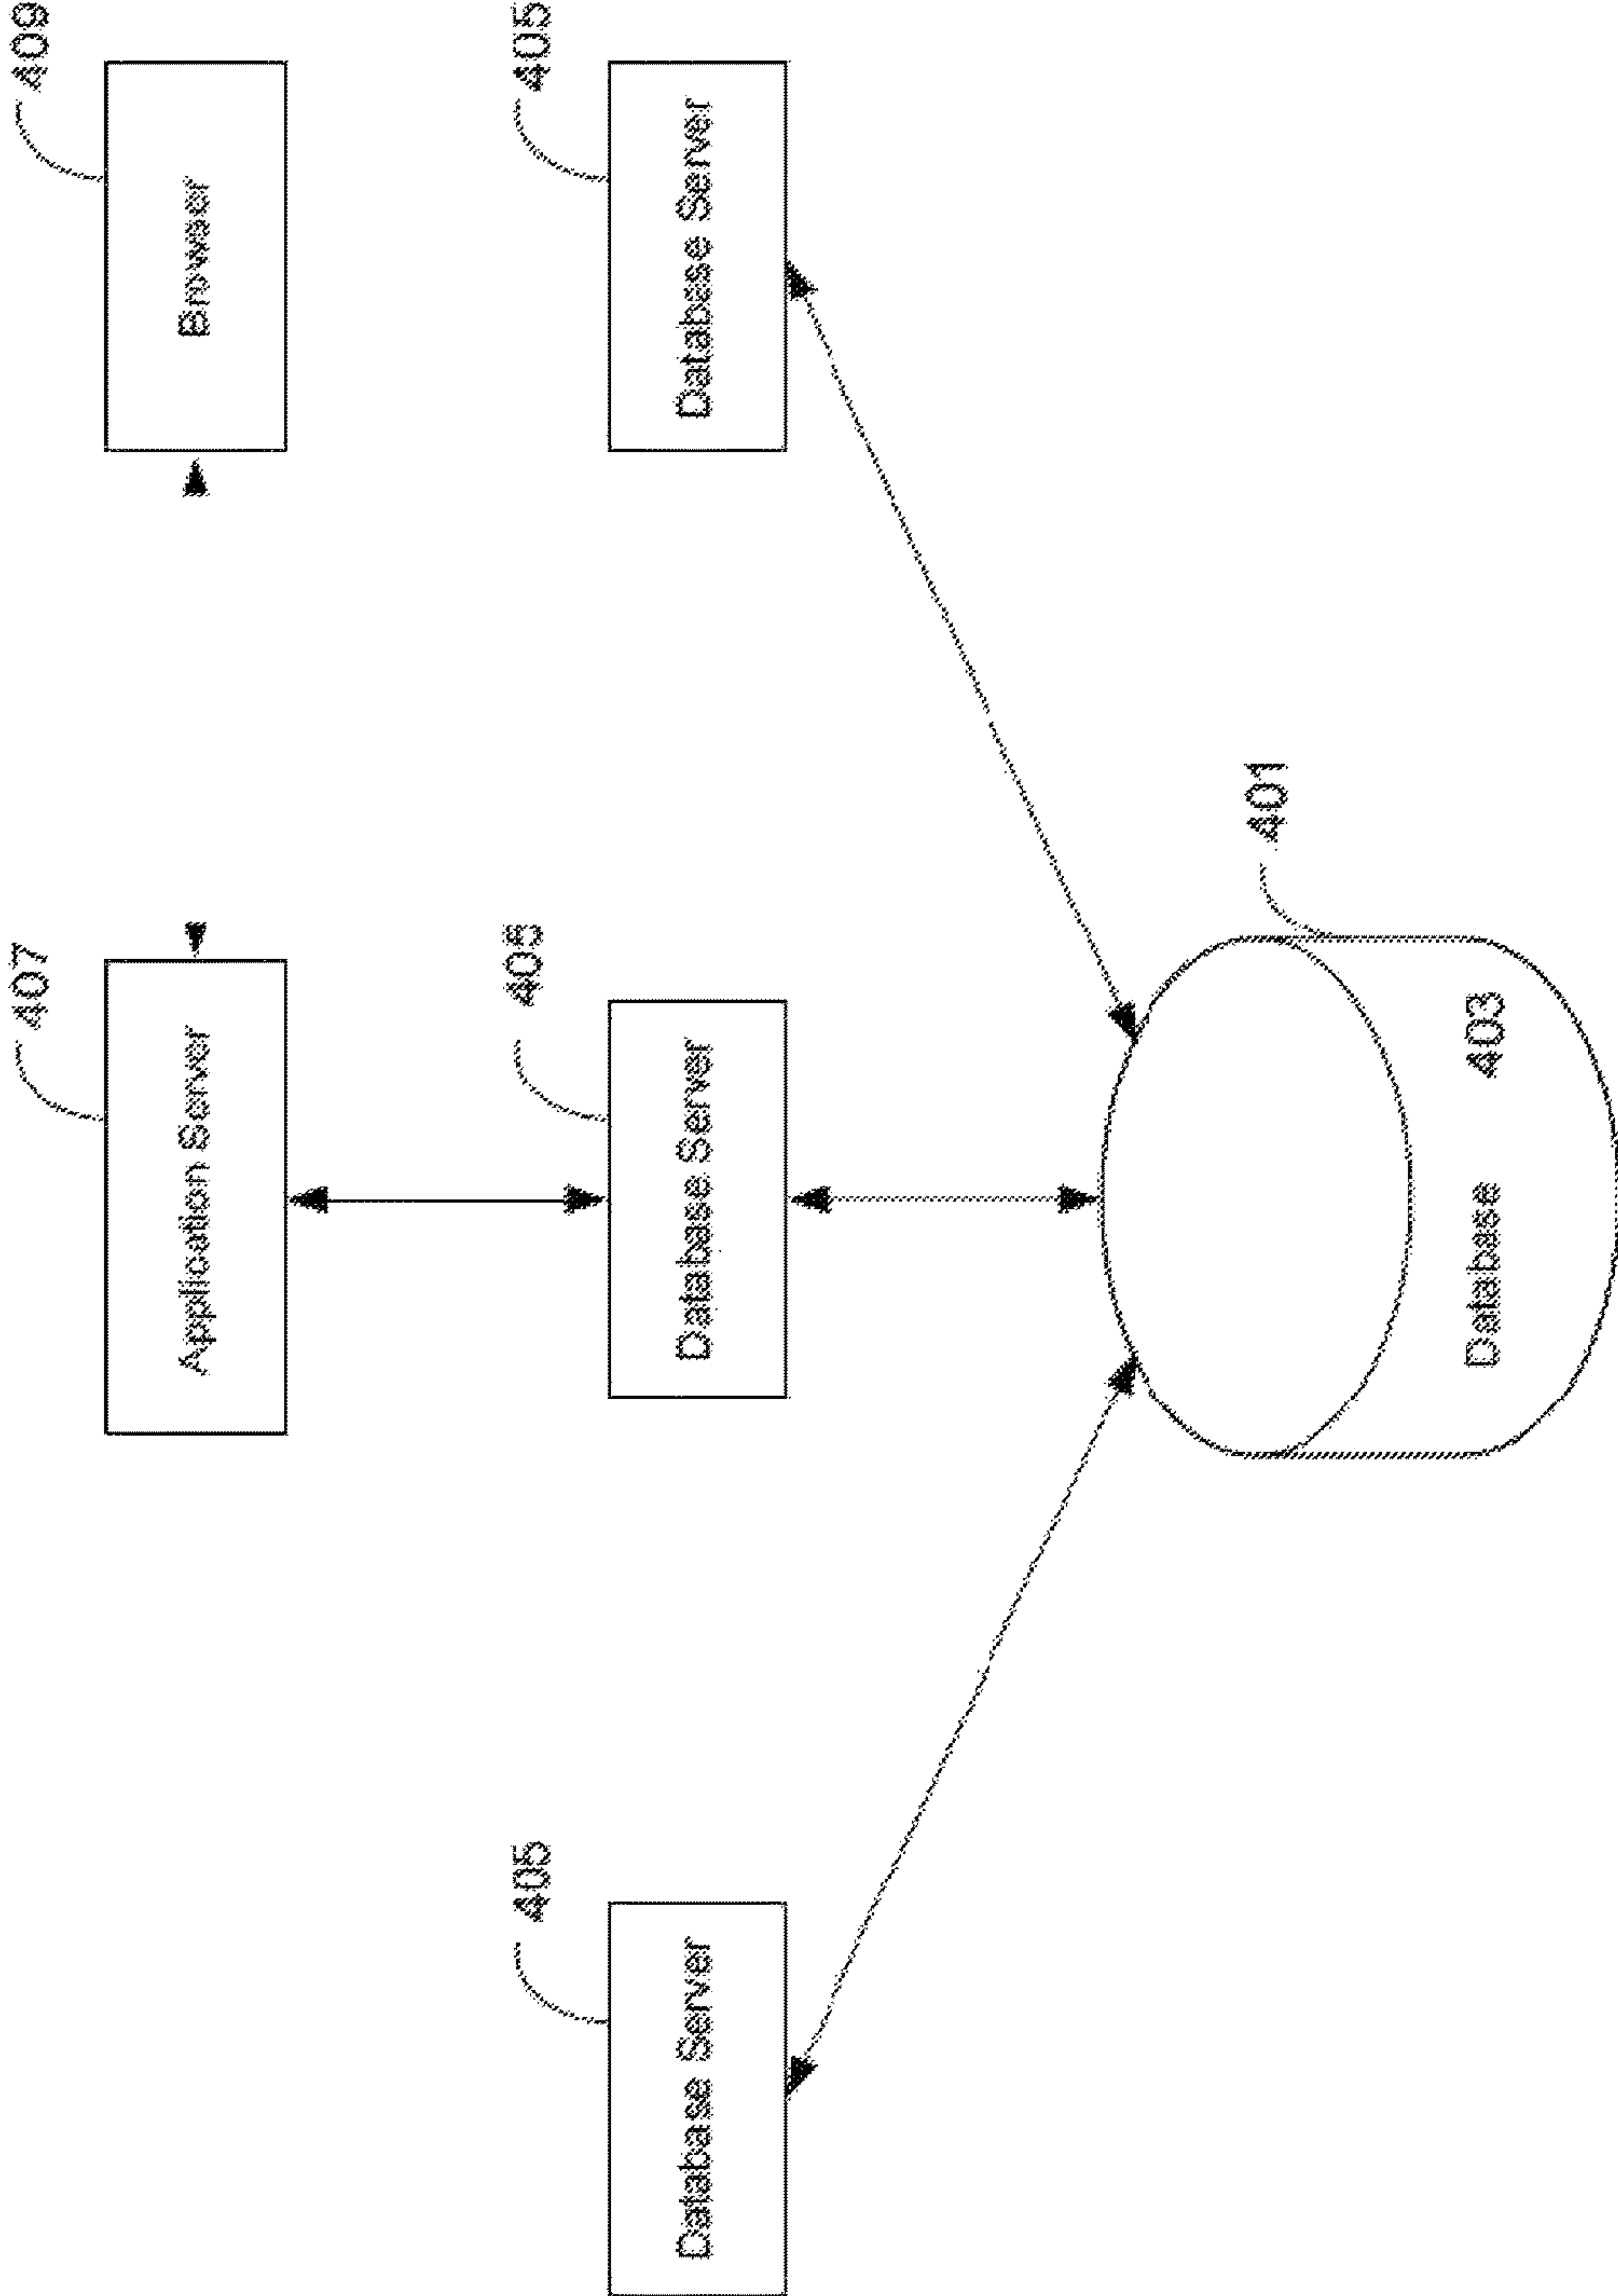 407
409
Application Server
Browser
405
405
405
Database Server
Database Server
Database Server
401
Database 403